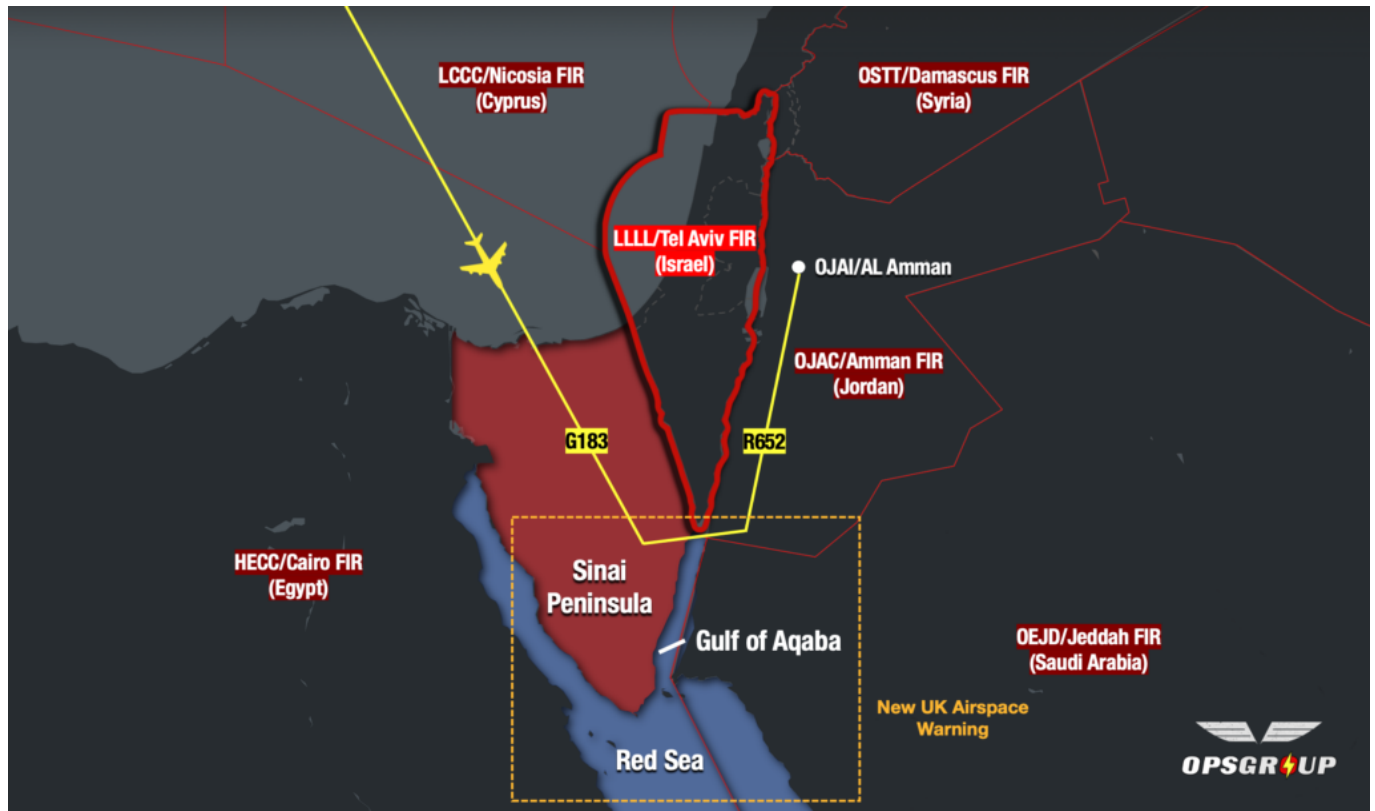 LCCC/Nicosia FIR
(Cyprus)
OSTT/Damascus FIR
(Syria)
LLLL/Tel Aviv FIR
(Israel)
OJAI/AL Amman
OJAC/Amman FIR
(Jordan)
G183
R652
HECC/Cairo FIR
(Egypt)
Sinai
Peninsula
Gulf of Aqaba
OEJD/Jeddah FIR
(Saudi Arabia)
New UK Airspace
Warning
Red Sea
OPSGROUP